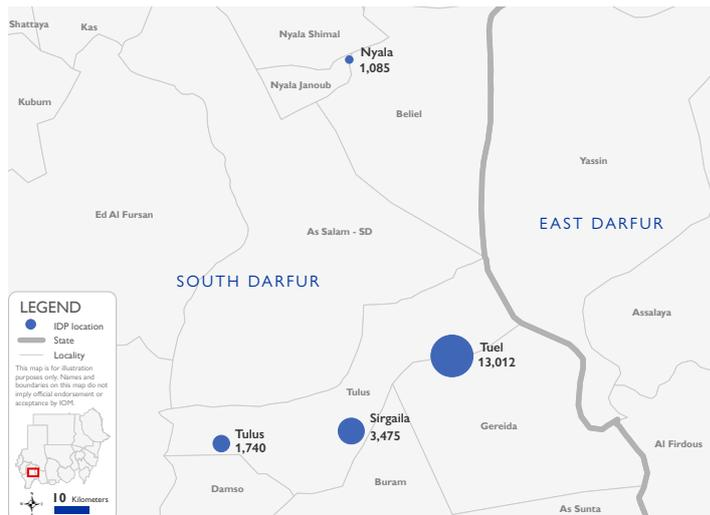 Shattaya
Kas
Nyala Shimal
Nyala
1,085
Nyala Janoub
Kubum
Beliel
Yassin
Ed Al Fursan
EAST DARFUR
As Salam - SD
SOUTH DARFUR
Assalaya
LEGEND
IDP location
State
Locality
This map is for illustration
purposes only. Names and
boundaries on this map do not
imply official endorsement or
acceptance by IOM.
Tuel
13,012
Tulus
Sirgaila
3,475
Gereida
Tulus
1,740
Al Firdous
Buram
Damso
As Sunta
10 Kilometers